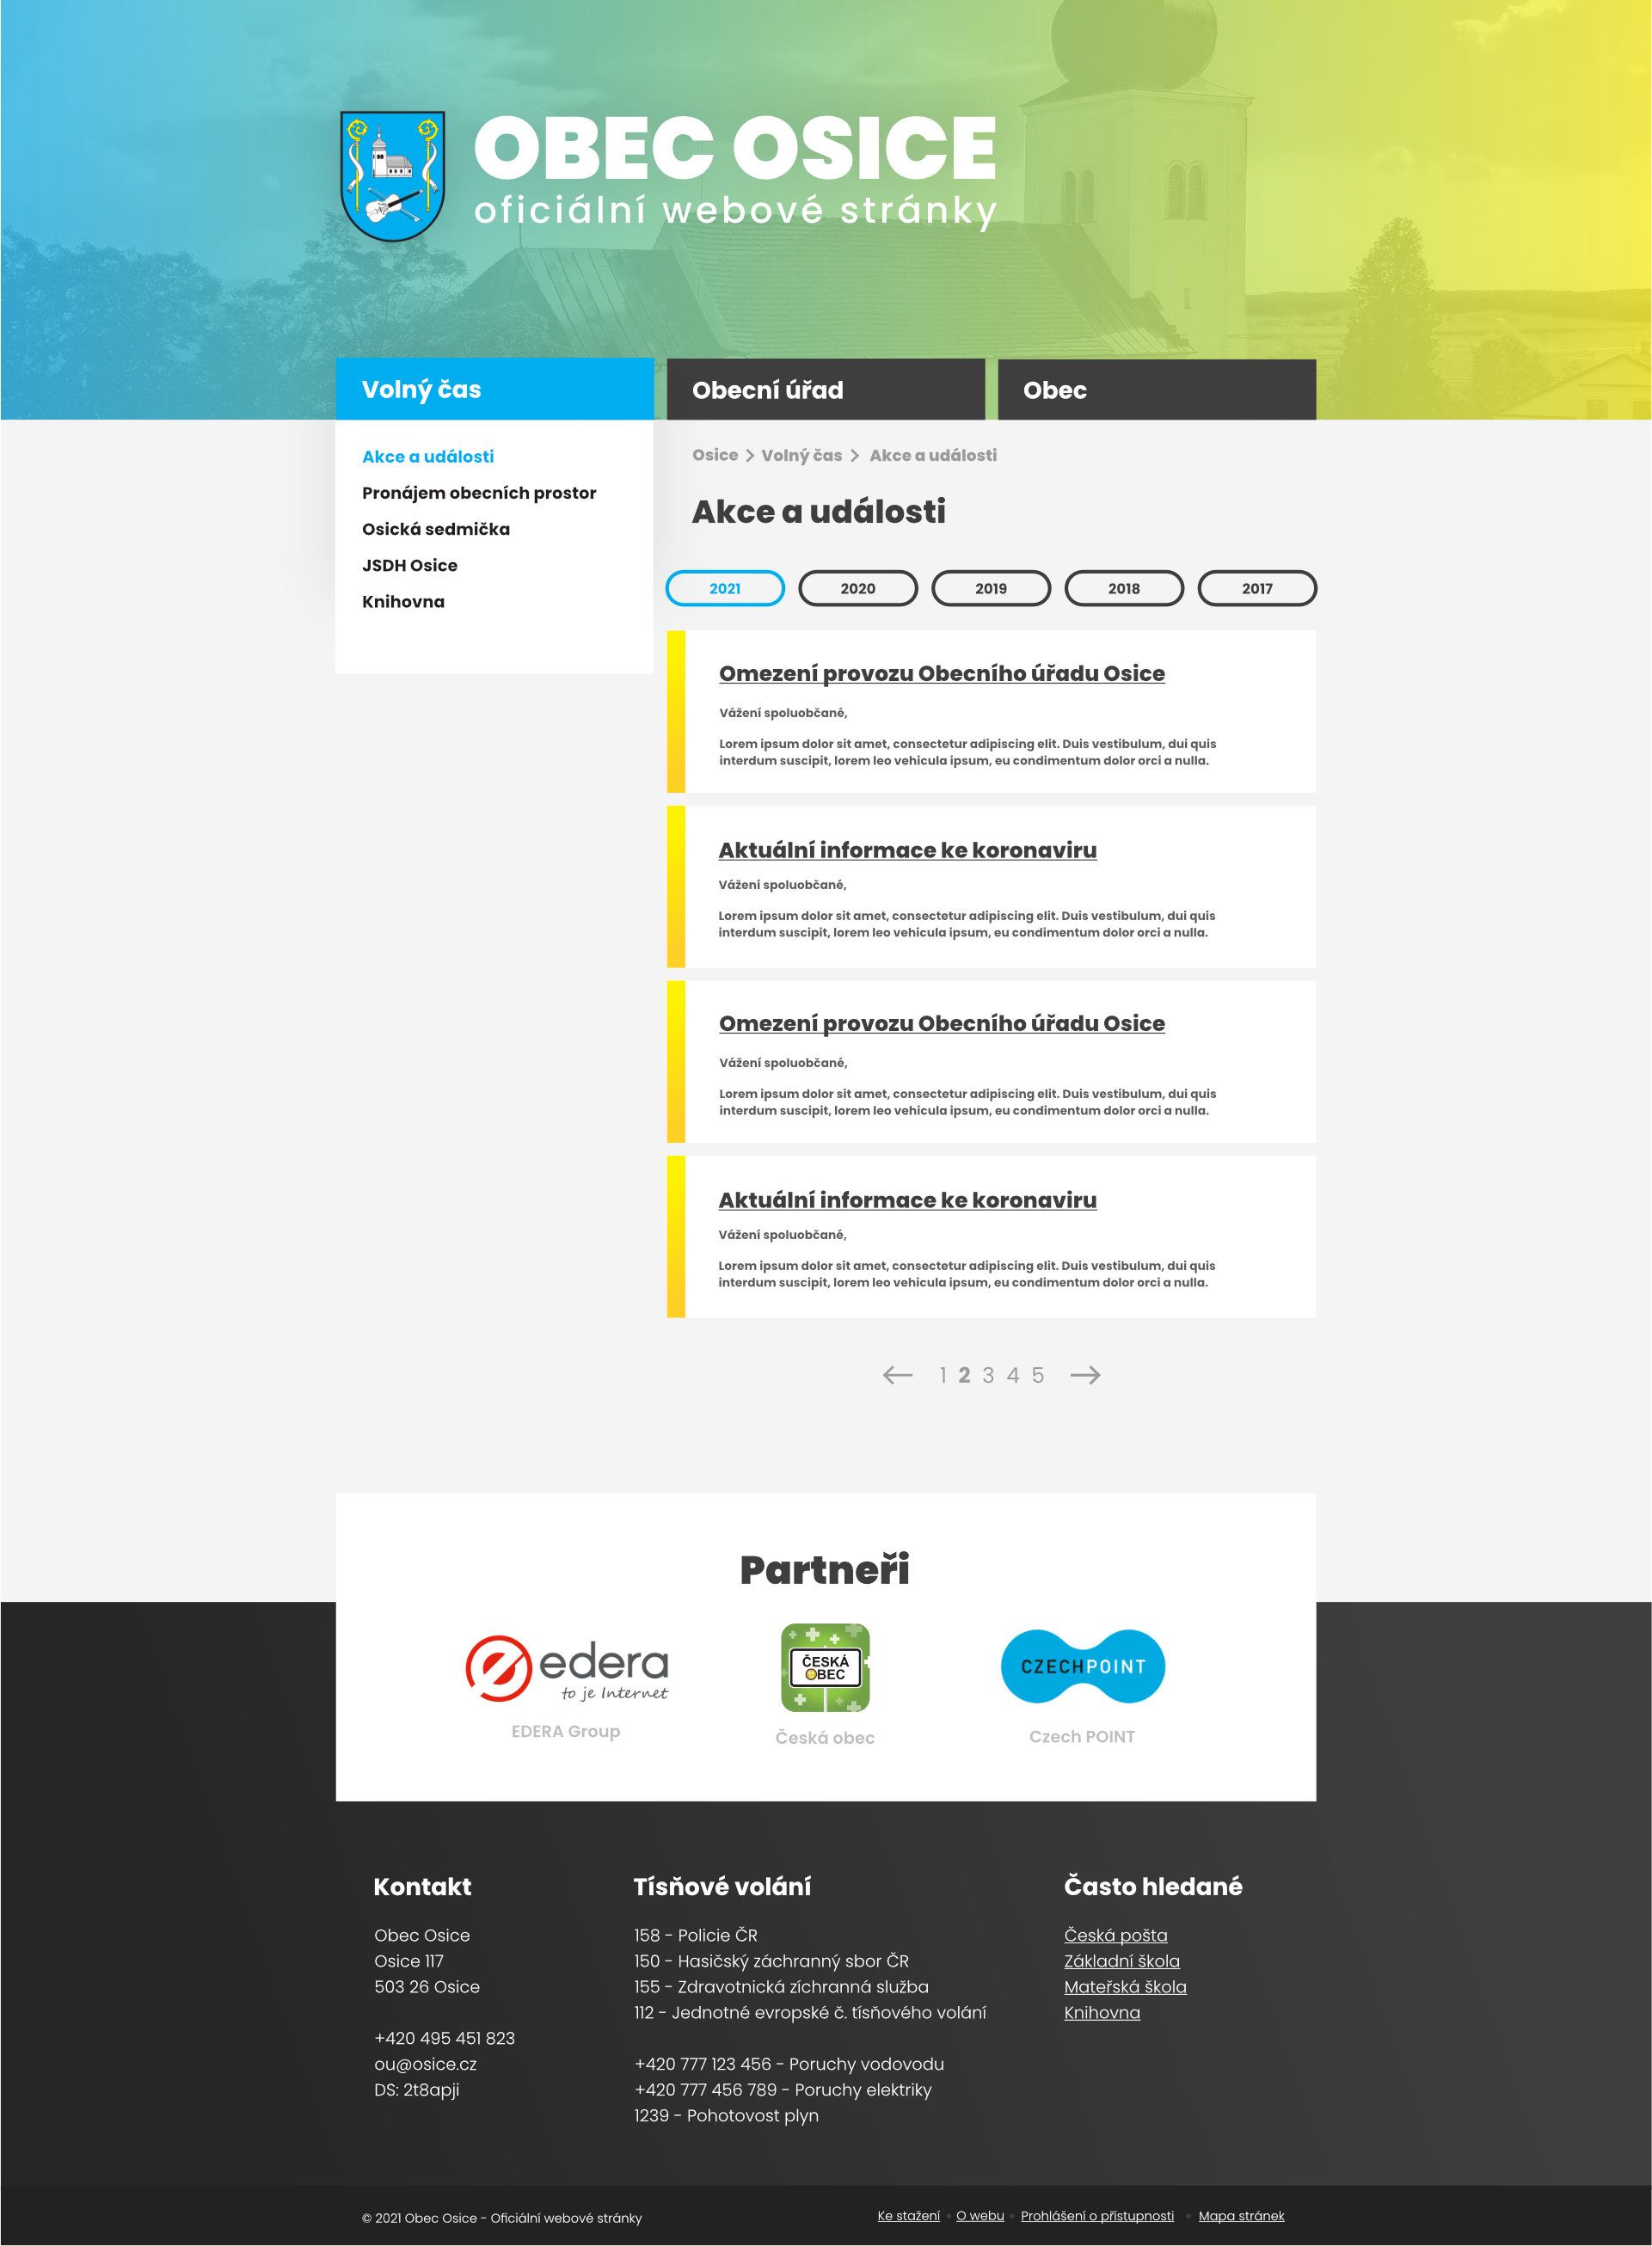 OBEC OSICE
oficiální webové stránky
Volný čas
Obecní úřad
Obec
Akce a události
Pronájem obecních prostor
Osická sedmička
JSDH Osice
Knihovna
Osice > Volný čas > Akce a události
Akce a události
2021
2020
2019
2018
2017
Omezení provozu Obecního úřadu Osice
Vážení spoluobčané,
Lorem ipsum dolor sit amet, consectetur adipiscing elit. Duis vestibulum, dui quis
interdum suscipit, lorem leo vehicula ipsum, eu condimentum dolor orci a nulla.
Aktuální informace ke koronaviru
Vážení spoluobčané,
Lorem ipsum dolor sit amet, consectetur adipiscing elit. Duis vestibulum, dui quis
interdum suscipit, lorem leo vehicula ipsum, eu condimentum dolor orci a nulla.
Omezení provozu Obecního úřadu Osice
Vážení spoluobčané,
Lorem ipsum dolor sit amet, consectetur adipiscing elit. Duis vestibulum, dui quis
interdum suscipit, lorem leo vehicula ipsum, eu condimentum dolor orci a nulla.
Aktuální informace ke koronaviru
Vážení spoluobčané,
Lorem ipsum dolor sit amet, consectetur adipiscing elit. Duis vestibulum, dui quis
interdum suscipit, lorem leo vehicula ipsum, eu condimentum dolor orci a nulla.
← 1 2 3 4 5 →
Partneři
edera
to je Internet
EDERA Group
ČESKÁ
OBEC
Česká obec
CZECHPOINT
Czech POINT
Kontakt
Obec Osice
Osice 117
503 26 Osice
+420 495 451 823
ou@osice.cz
DS: 2t8apji
Tísňové volání
158 - Policie ČR
150 - Hasičský záchranný sbor ČR
155 - Zdravotnická zíchranná služba
112 - Jednotné evropské č. tísňového volání
+420 777 123 456 - Poruchy vodovodu
+420 777 456 789 - Poruchy elektriky
1239 - Pohotovost plyn
Často hledané
Česká pošta
Základní škola
Mateřská škola
Knihovna
© 2021 Obec Osice - Oficiální webové stránky
Ke stažení • O webu • Prohlášení o přístupnosti • Mapa stránek